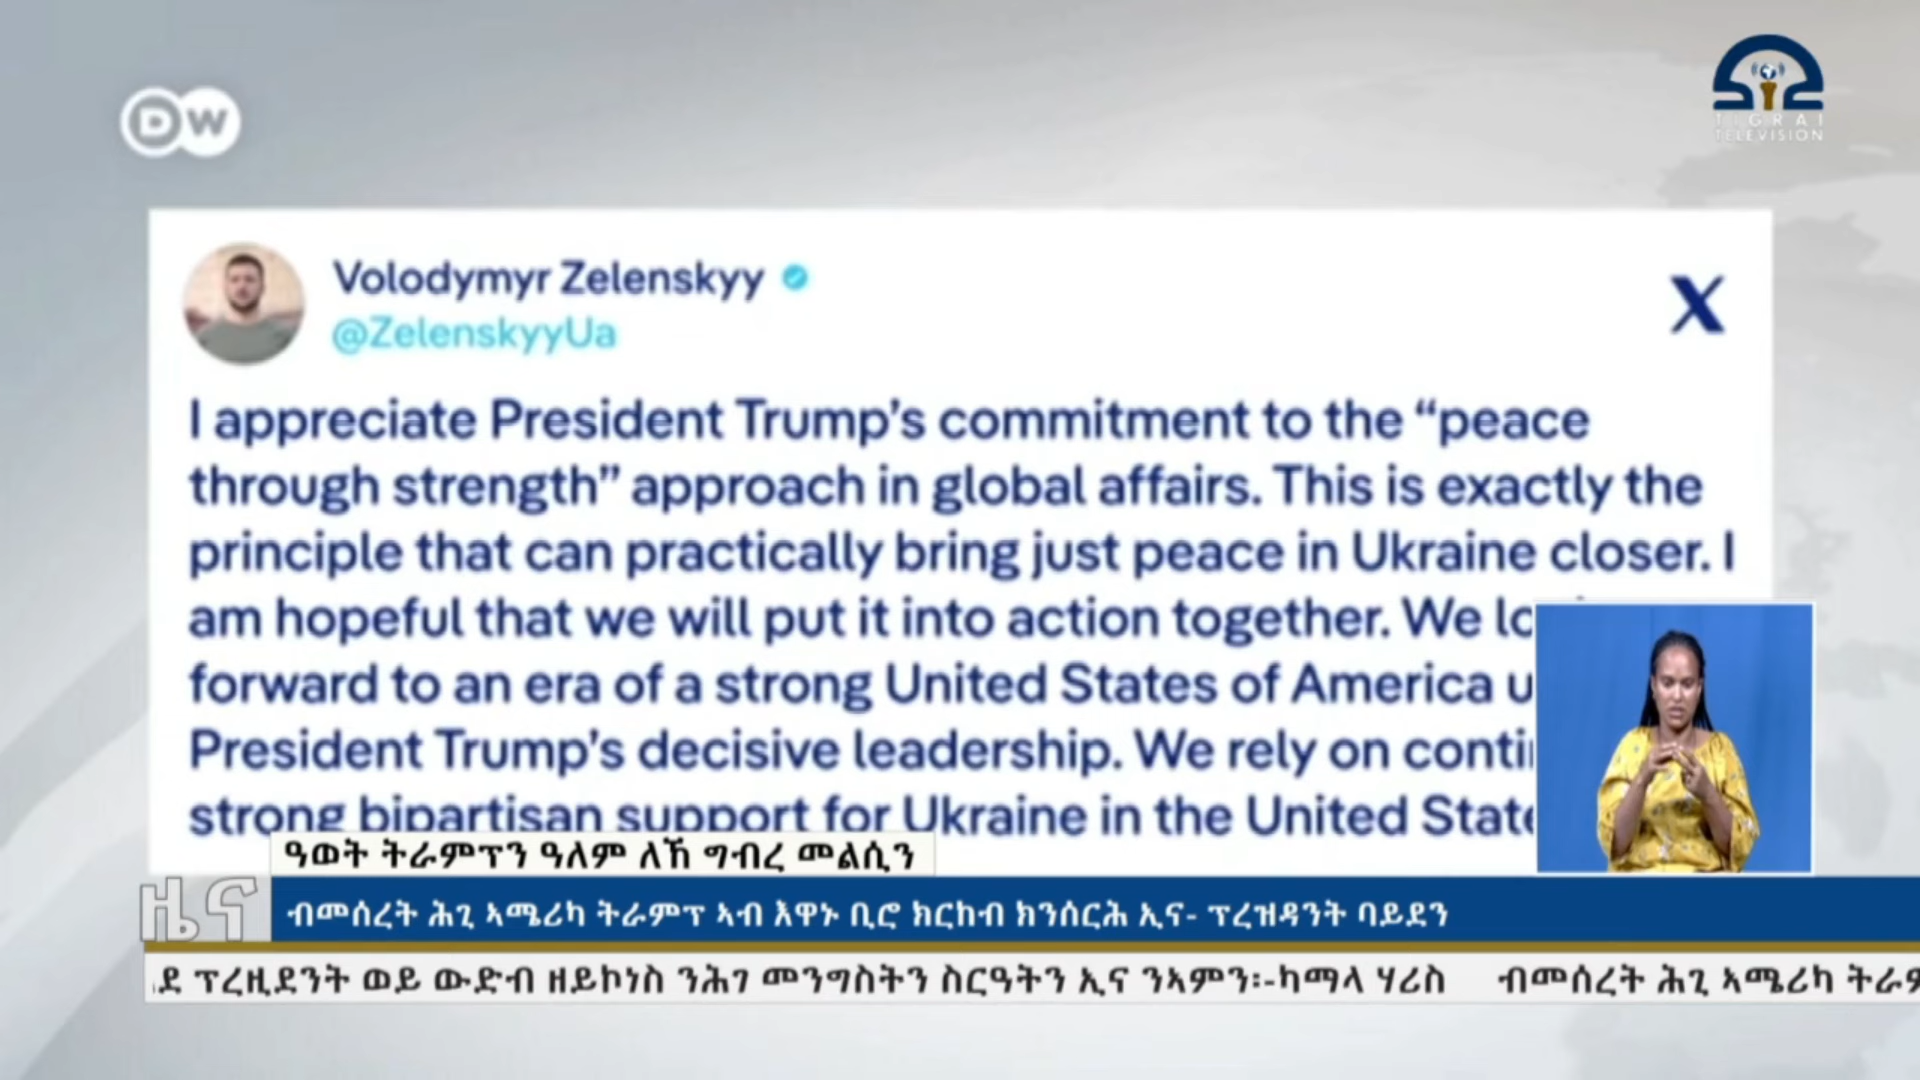 DW
TIGRAI
TELEVISION
Volodymyr Zelenskyy
@ZelenskyyUa
X
I appreciate President Trump’s commitment to the “peace
through strength” approach in global affairs. This is exactly the
principle that can practically bring just peace in Ukraine closer. I
am hopeful that we will put it into action together. We
forward to an era of a strong United States of America
President Trump’s decisive leadership. We rely on
strong bipartisan support for Ukraine in the United
ዓወት ትራምፕን ዓለም ለኸ ግብረ መልሲን
ዜና
ብመሰረት ሕጊ ኣሜሪካ ትራምፕ ኣብ እዋኑ ቢሮ ክርከብ ክንሰርሕ ኢና- ፕረዝዳንት ባይደን
ፕረዚደንት ወይ ውድብ ዘይኮነስ ንሕገ መንግስትን ስርዓትን ኢና ንኣምን፡-ካማላ ሃሪስ ብመሰረት ሕጊ ኣሜሪካ